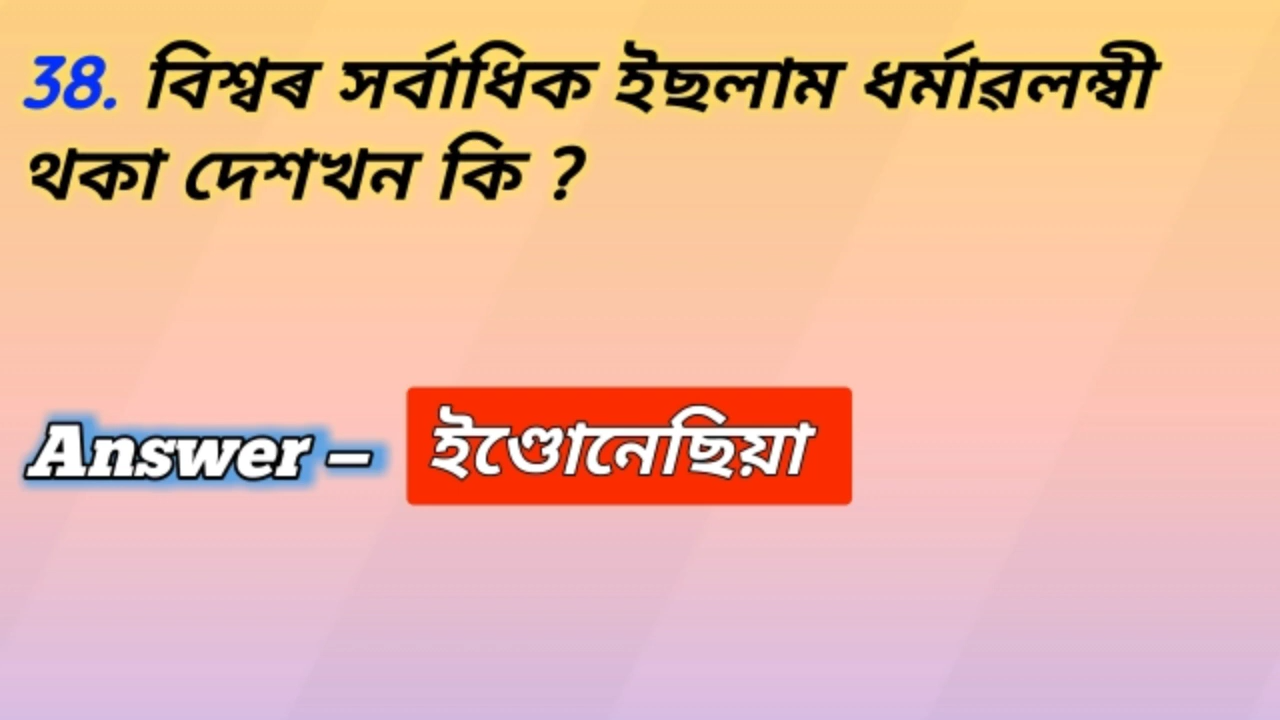 38. বিশ্বৰ সৰ্বাধিক ইছলাম ধৰ্মাৱলম্বী
থকা দেশখন কি ?
Answer – ইণ্ডোনেছিয়া